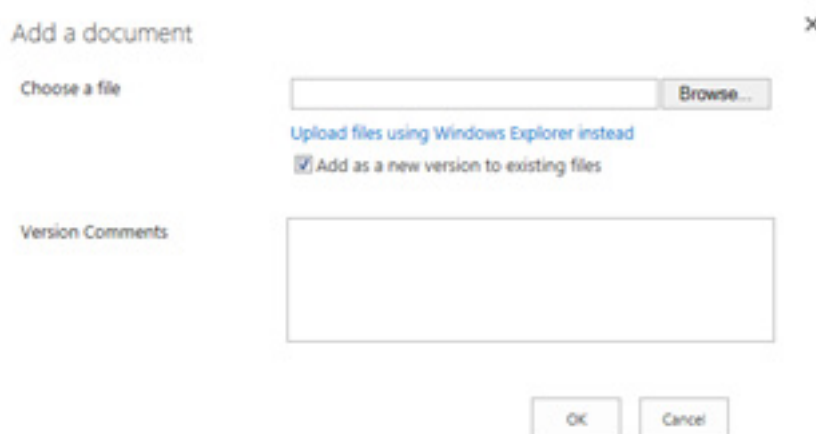 Add a document
Choose a file
Browse...
Upload files using Windows Explorer instead
Add as a new version to existing files
Version Comments
OK Cancel